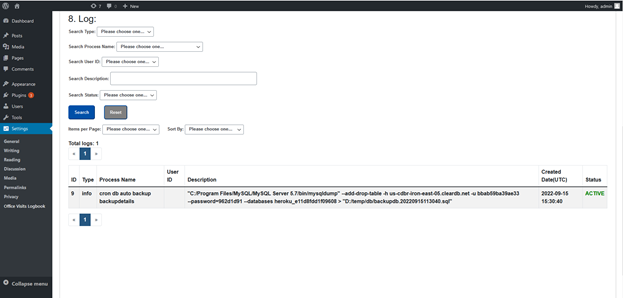 7 0 New
Howdy, admin
Dashboard
Posts
Media
Pages
Comments
Appearance
Plugins 3
Users
Tools
Settings
General
Writing
Reading
Discussion
Media
Permalinks
Privacy
Office Visits Logbook
Collapse menu
8. Log:
Search Type: Please choose one...
Search Process Name: Please choose one...
Search User ID: Please choose one...
Search Description:
Search Status: Please choose one...
Search Reset
Items per Page: Please choose one... Sort By: Please choose one...
Total logs: 1
« 1 »
ID Type Process Name User ID Description Created Date(UTC) Status
9 info cron db auto backup "C:/Program Files/MySQL/MySQL Server 5.7/bin/mysqldump" --add-drop-table -h us-cdbr-iron-east-05.cleardb.net -u bbab59ba39ae33 2022-09-15 ACTIVE
backupdetails --password=962d1d91 --databases heroku_e11d8fdd1f09608 > "D:/temp/db/backupdb.20220915113040.sql" 15:30:40
« 1 »